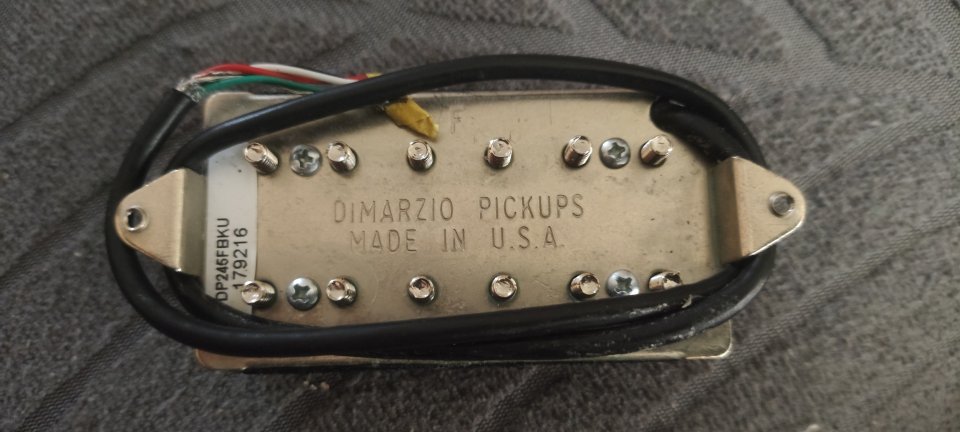 F
DiMARZIO PICKUPS
MADE IN U.S.A.
DP245FBKU
179216